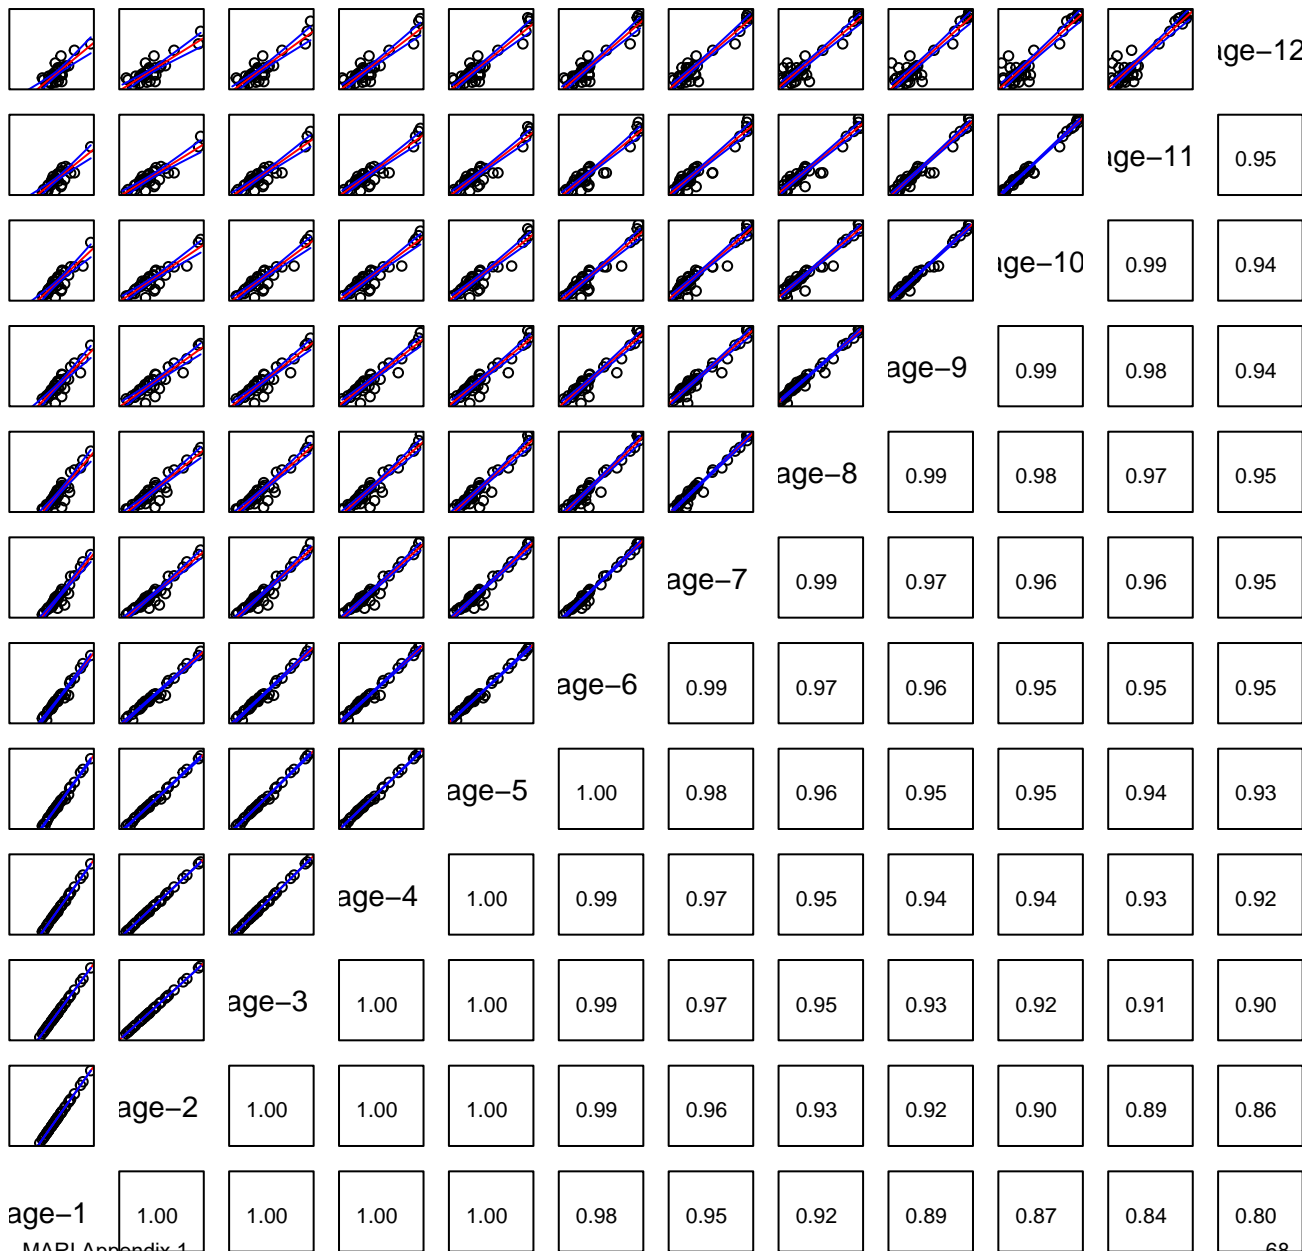 age−12
age−11 0.95
age−10 0.99 0.94
age−9 0.99 0.98 0.94
age−8 0.99 0.98 0.97 0.95
age−7 0.99 0.97 0.96 0.96 0.95
age−6 0.99 0.97 0.96 0.95 0.95 0.95
age−5 1.00 0.98 0.96 0.95 0.95 0.94 0.93
age−4 1.00 0.99 0.97 0.95 0.94 0.94 0.93 0.92
age−3 1.00 1.00 0.99 0.97 0.95 0.93 0.92 0.91 0.90
age−2 1.00 1.00 1.00 0.99 0.96 0.93 0.92 0.90 0.89 0.86
age−1 1.00 1.00 1.00 1.00 0.98 0.95 0.92 0.89 0.87 0.84 0.80
MARI Appendix 1 68